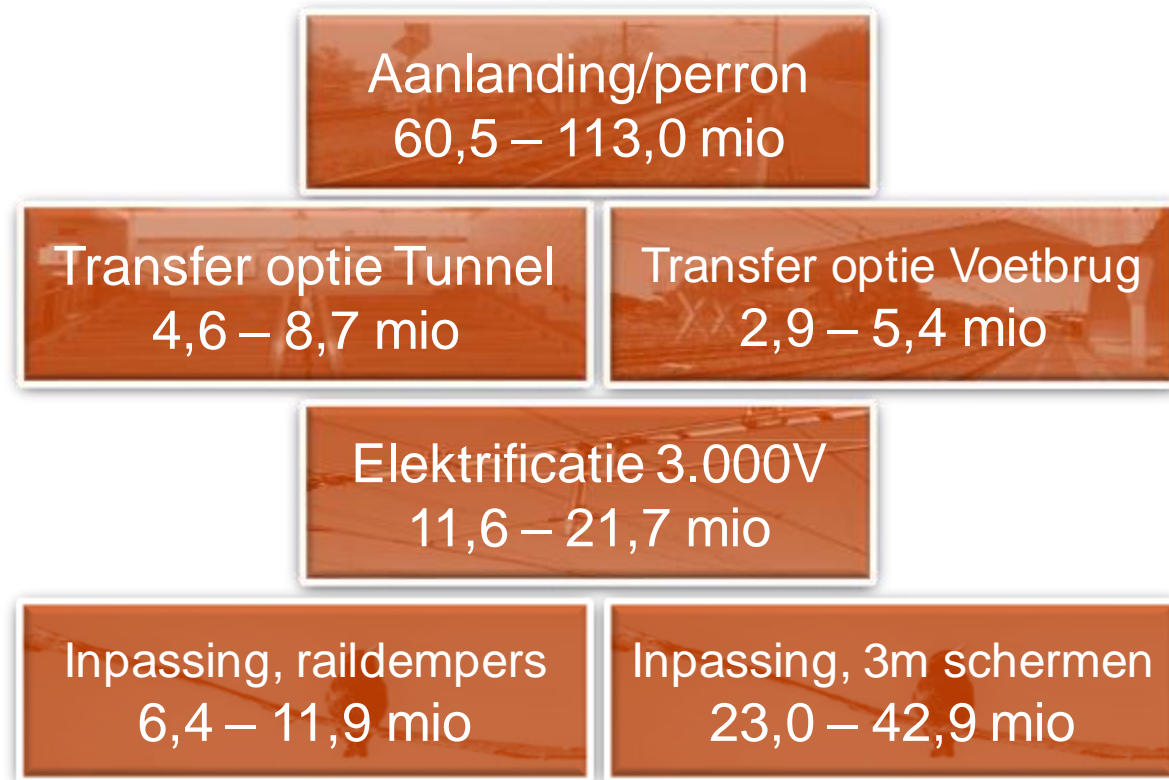 Aanlanding/perron
60,5 – 113,0 mio
Transfer optie Tunnel
4,6 – 8,7 mio
Transfer optie Voetbrug
2,9 – 5,4 mio
Elektrificatie 3.000V
11,6 – 21,7 mio
Inpassing, raildempers
6,4 – 11,9 mio
Inpassing, 3m schermen
23,0 – 42,9 mio